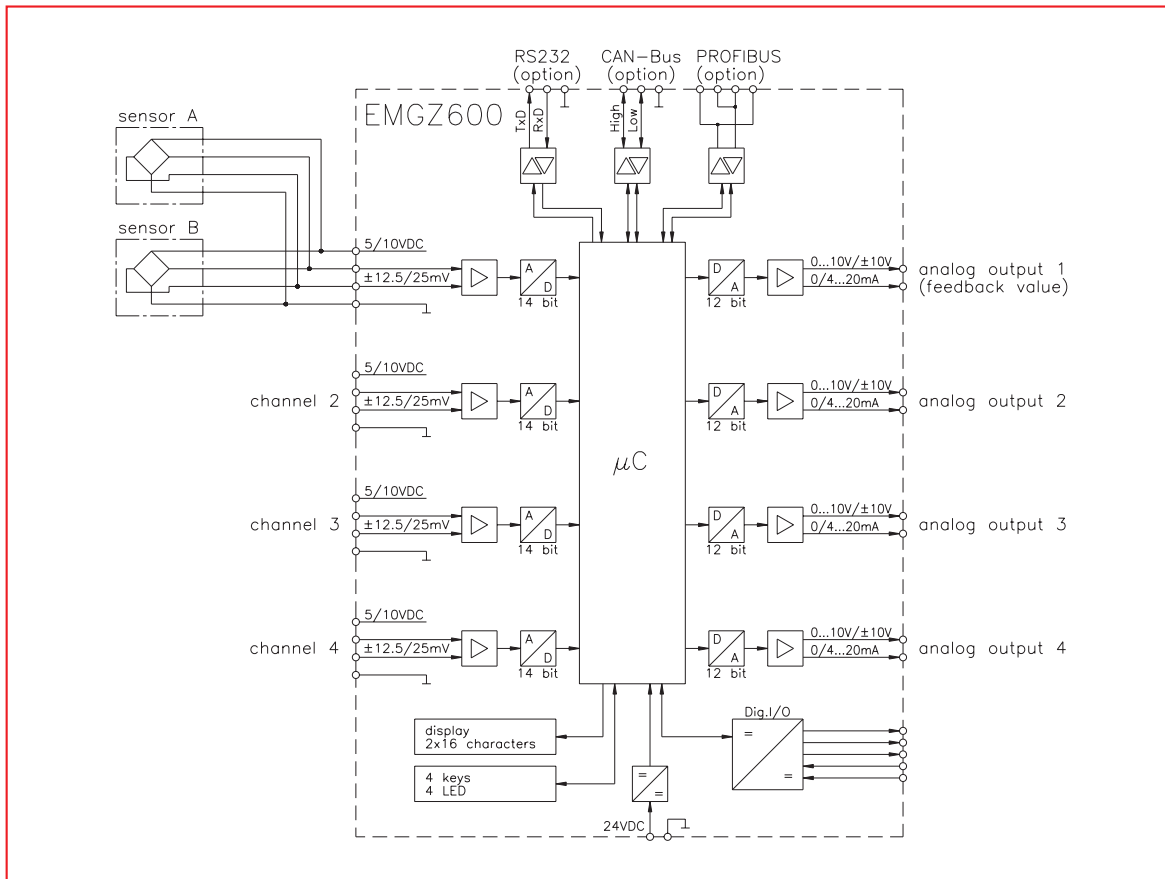 RS232
(option)
CAN-Bus
(option)
PROFIBUS
(option)
EMGZ600
TxD
RxD
High
Low
sensor A
sensor B
5/10VDC
±12.5/25mV
A
D
14 bit
D
A
12 bit
0...10V/±10V
0/4...20mA
analog output 1
(feedback value)
channel 2
5/10VDC
±12.5/25mV
A
D
14 bit
D
A
12 bit
0...10V/±10V
0/4...20mA
analog output 2
µC
channel 3
5/10VDC
±12.5/25mV
A
D
14 bit
D
A
12 bit
0...10V/±10V
0/4...20mA
analog output 3
channel 4
5/10VDC
±12.5/25mV
A
D
14 bit
D
A
12 bit
0...10V/±10V
0/4...20mA
analog output 4
display
2x16 characters
4 keys
4 LED
=
=
24VDC
Dig.I/O
=
=